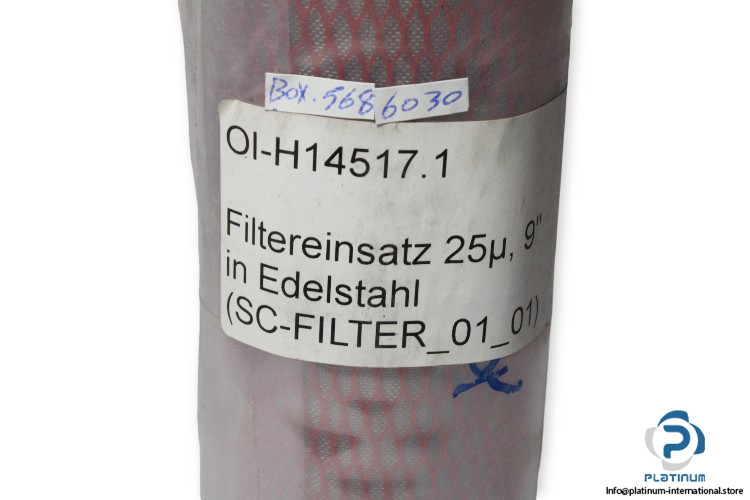 BOX.5686030
OI-H14517.1
Filtereinsatz 25µ, 9"
in Edelstahl
(SC-FILTER_01_01)
PLATINUM
Info@platinum-international.store